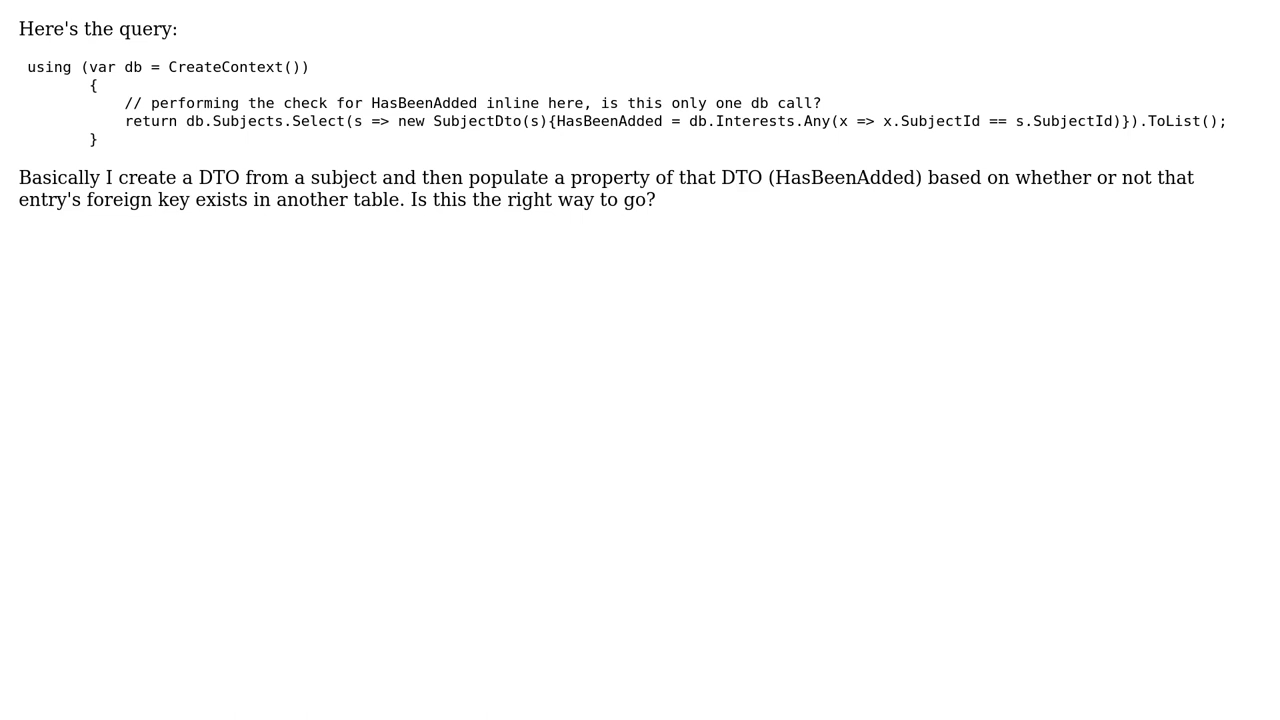 Here's the query:
using (var db = CreateContext())
{
// performing the check for HasBeenAdded inline here, is this only one db call?
return db.Subjects.Select(s => new SubjectDto(s){HasBeenAdded = db.Interests.Any(x => x.SubjectId == s.SubjectId)}).ToList();
}
Basically I create a DTO from a subject and then populate a property of that DTO (HasBeenAdded) based on whether or not that
entry's foreign key exists in another table. Is this the right way to go?